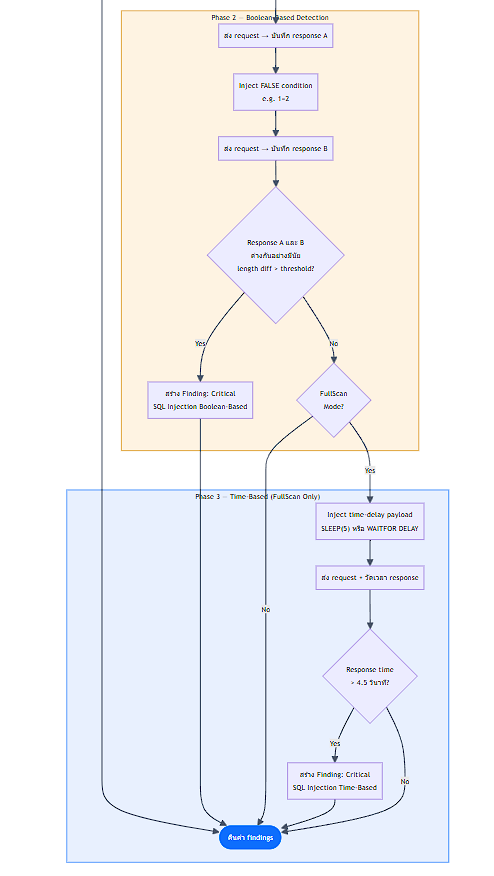 Phase 2 — Boolean-Based Detection
ส่ง request → บันทึก response A
Inject FALSE condition
e.g. 1=2
ส่ง request → บันทึก response B
Response A และ B
ต่างกันอย่างมีนัย
length diff > threshold?
Yes
No
สร้าง Finding: Critical
SQL Injection Boolean-Based
FullScan
Mode?
Yes
Phase 3 — Time-Based (FullScan Only)
Inject time-delay payload
SLEEP(5) หรือ WAITFOR DELAY
ส่ง request + วัดเวลา response
No
Response time
> 4.5 วินาที?
Yes
สร้าง Finding: Critical
SQL Injection Time-Based
No
คืนค่า findings